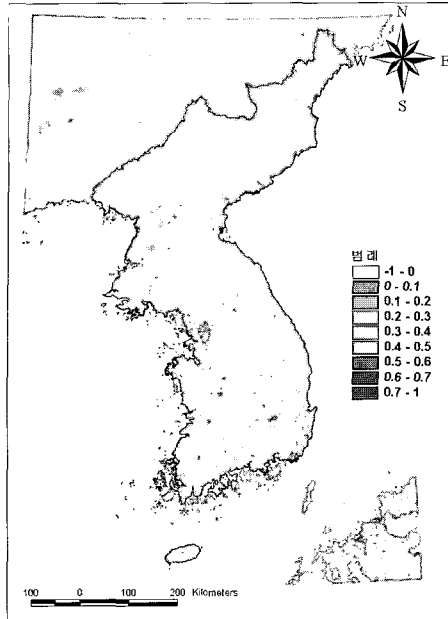 N
W E
S
범례
-1 - 0
0 - 0.1
0.1 - 0.2
0.2 - 0.3
0.3 - 0.4
0.4 - 0.5
0.5 - 0.6
0.6 - 0.7
0.7 - 1
100 0 100 200 Kilometers